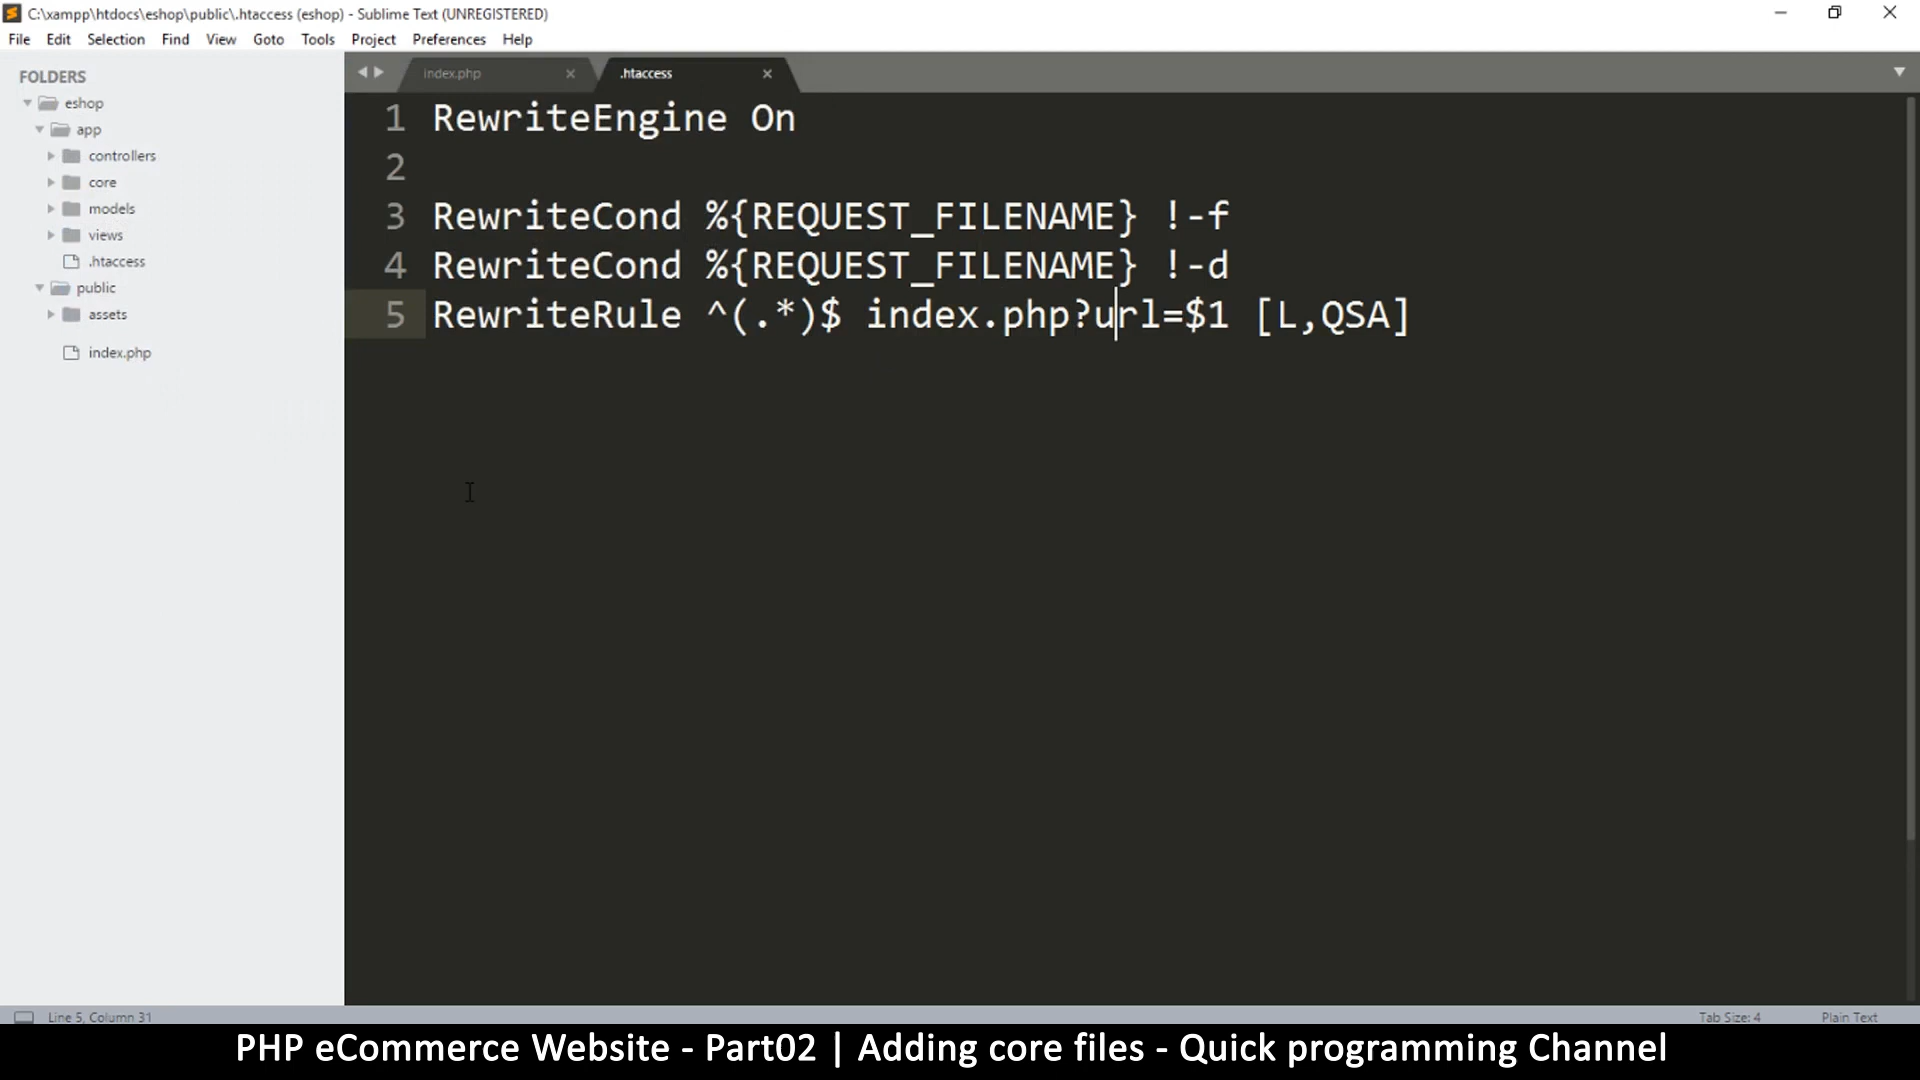 C:\xampp\htdocs\eshop\public\.htaccess (eshop) - Sublime Text (UNREGISTERED)
File Edit Selection Find View Goto Tools Project Preferences Help
FOLDERS
eshop
app
controllers
core
models
views
.htaccess
public
assets
index.php
index.php .htaccess
1 RewriteEngine On
2
3 RewriteCond %{REQUEST_FILENAME} !-f
4 RewriteCond %{REQUEST_FILENAME} !-d
5 RewriteRule ^(.*)$ index.php?url=$1 [L,QSA]
Line 5, Column 31 Tab Size: 4 Plain Text
PHP eCommerce Website - Part02 | Adding core files - Quick programming Channel